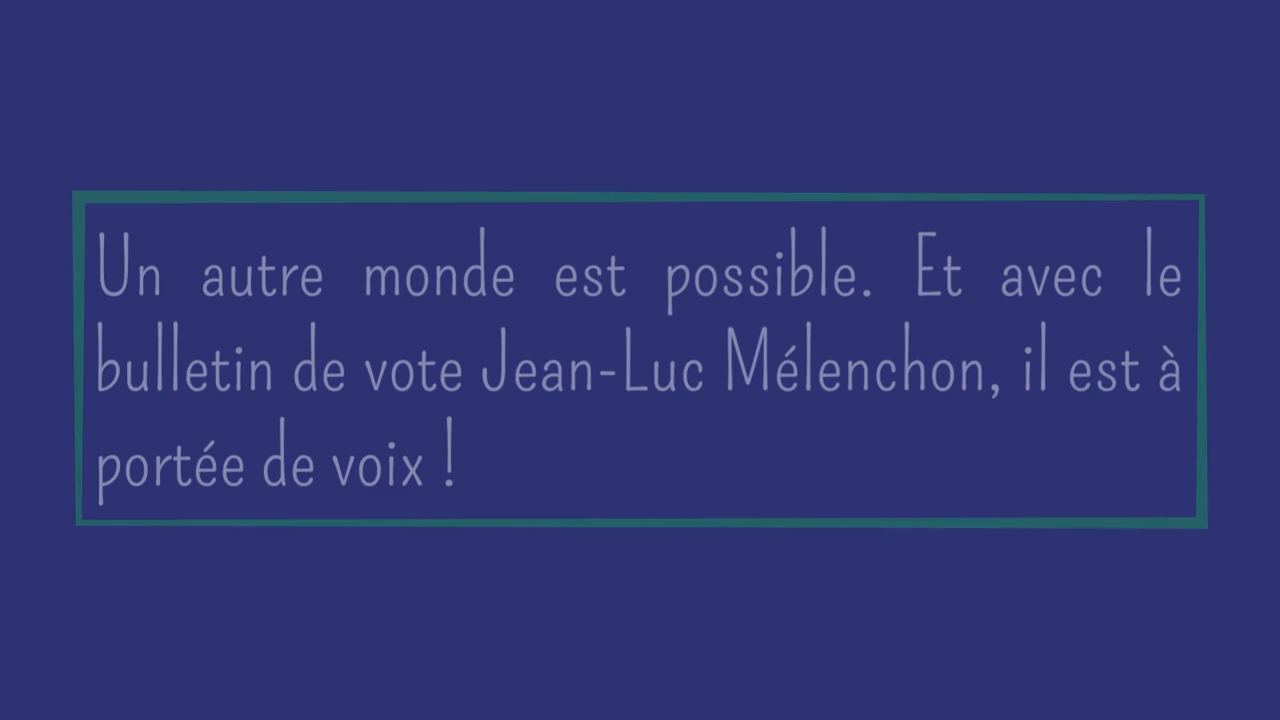 Un autre monde est possible. Et avec le
bulletin de vote Jean-Luc Mélenchon, il est à
portée de voix !